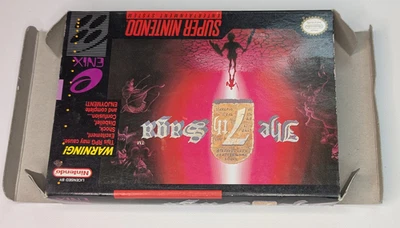 LICENSED BY
Nintendo
WARNING!
This RPG may cause:
Excitement,
Shock,
Disbelief,
Confusion...
and complete
ENJOYMENT!
The 7th Saga
TM
ENIX
SUPER NINTENDO
ENTERTAINMENT SYSTEM